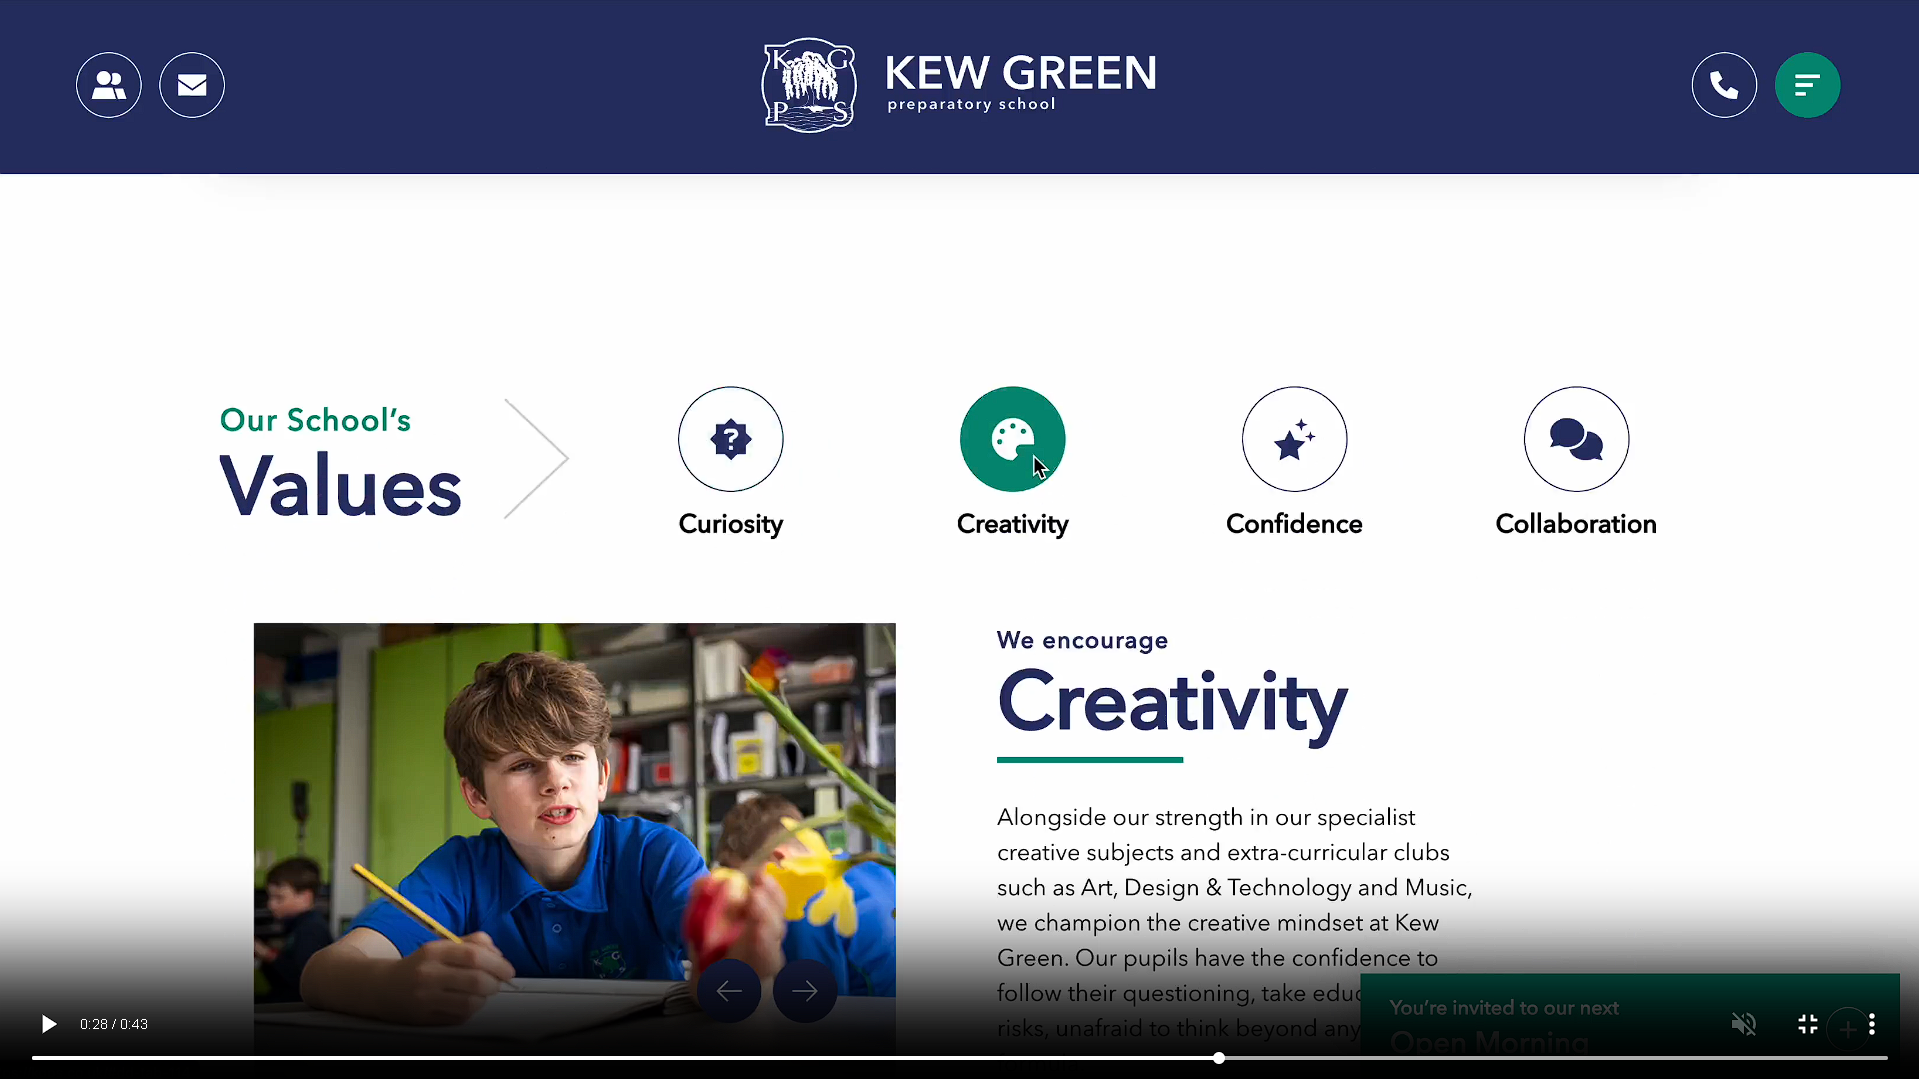 K G
P S
KEW GREEN
preparatory school
Our School's
Values
?
Curiosity
Creativity
Confidence
Collaboration
We encourage
Creativity
Alongside our strength in our specialist
creative subjects and extra-curricular clubs
such as Art, Design & Technology and Music,
we champion the creative mindset at Kew
Green. Our pupils have the confidence to
follow their questioning, take
risks, unafraid to think beyond any
You're invited to our next
Open Morning
0:28 / 0:43